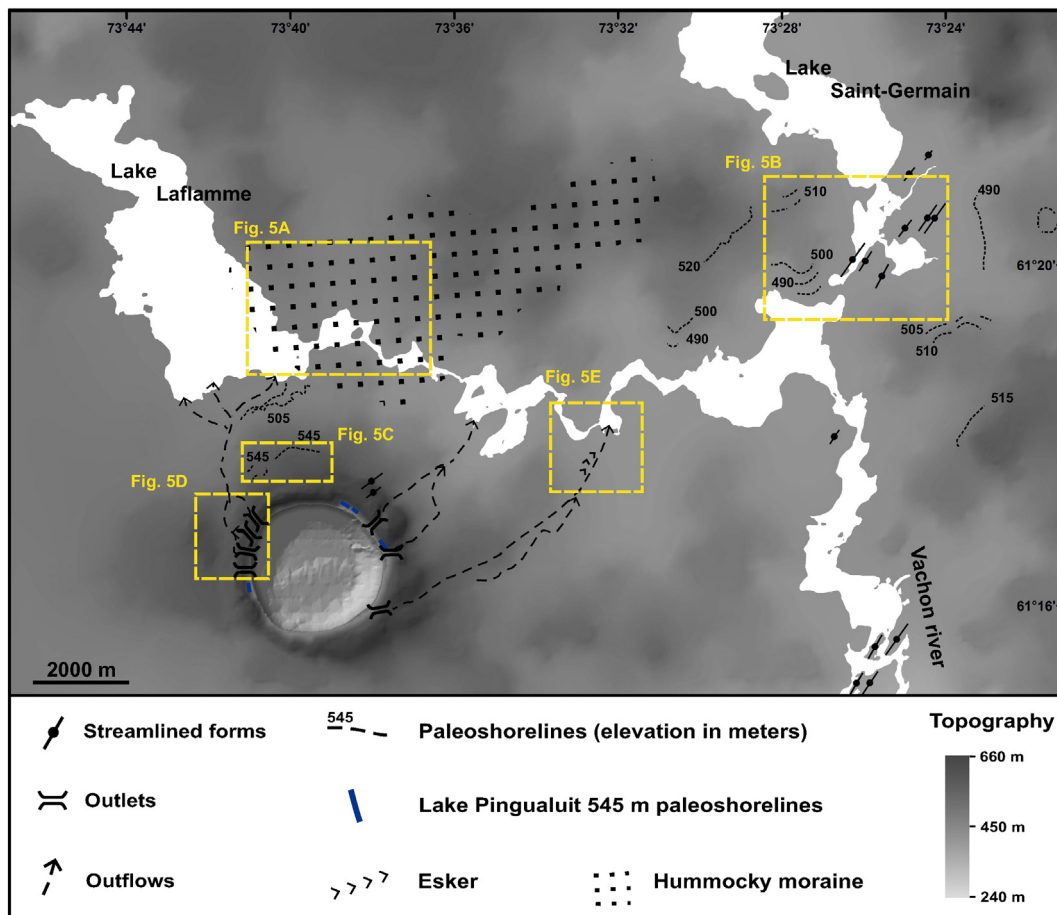 73°44' 73°40' 73°36' 73°32' 73°28' 73°24'
Lake
Saint-Germain
Lake
Laflamme
Fig. 5B
510
490
Fig. 5A
520
500
490
61°20'
500
490
505
510
Fig. 5E
505
515
545
Fig. 5C
545
Fig. 5D
61°16'
Vachon river
2000 m
Streamlined forms
545
Paleoshorelines (elevation in meters)
Topography
660 m
450 m
240 m
Outlets
Lake Pingualuit 545 m paleoshorelines
Outflows
Esker
Hummocky moraine